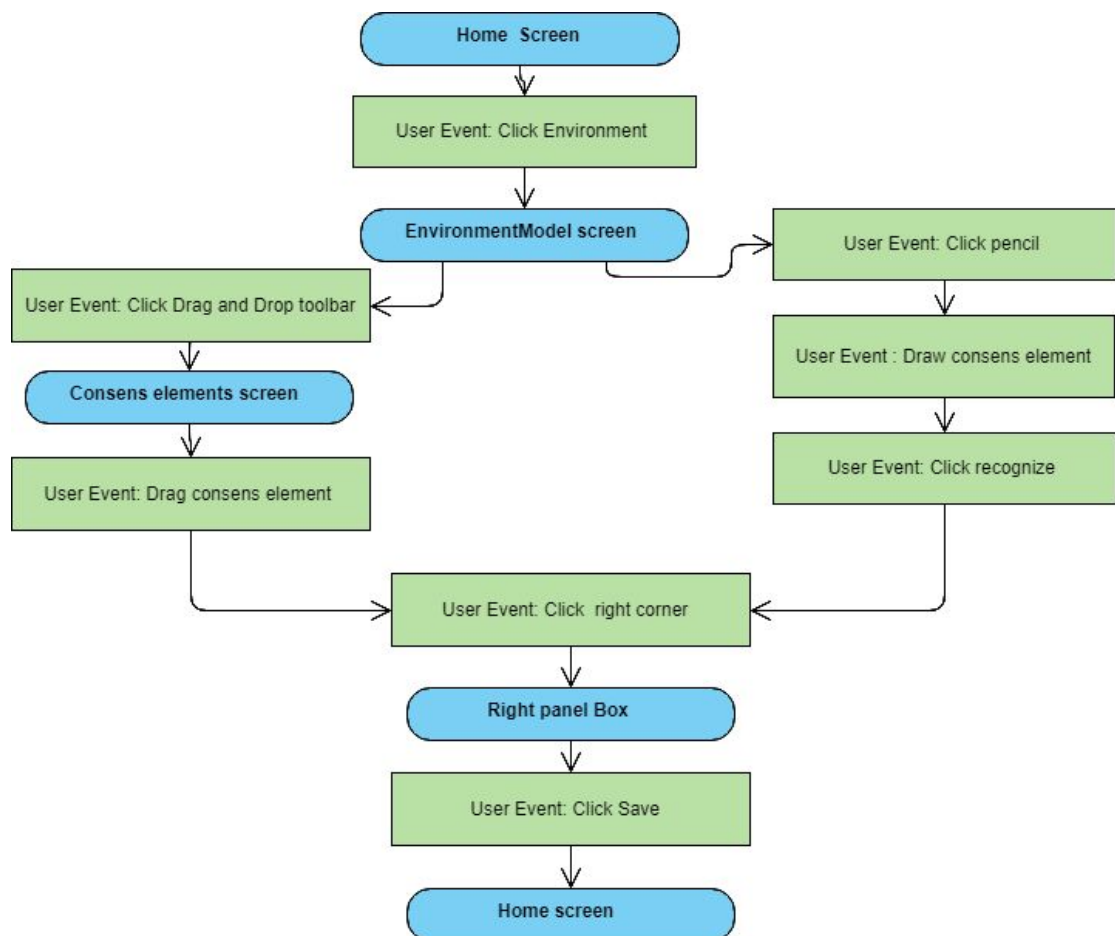 Home Screen
User Event: Click Environment
EnvironmentModel screen
User Event: Click pencil
User Event: Click Drag and Drop toolbar
User Event : Draw consens element
Consens elements screen
User Event: Click recognize
User Event: Drag consens element
User Event: Click right corner
Right panel Box
User Event: Click Save
Home screen